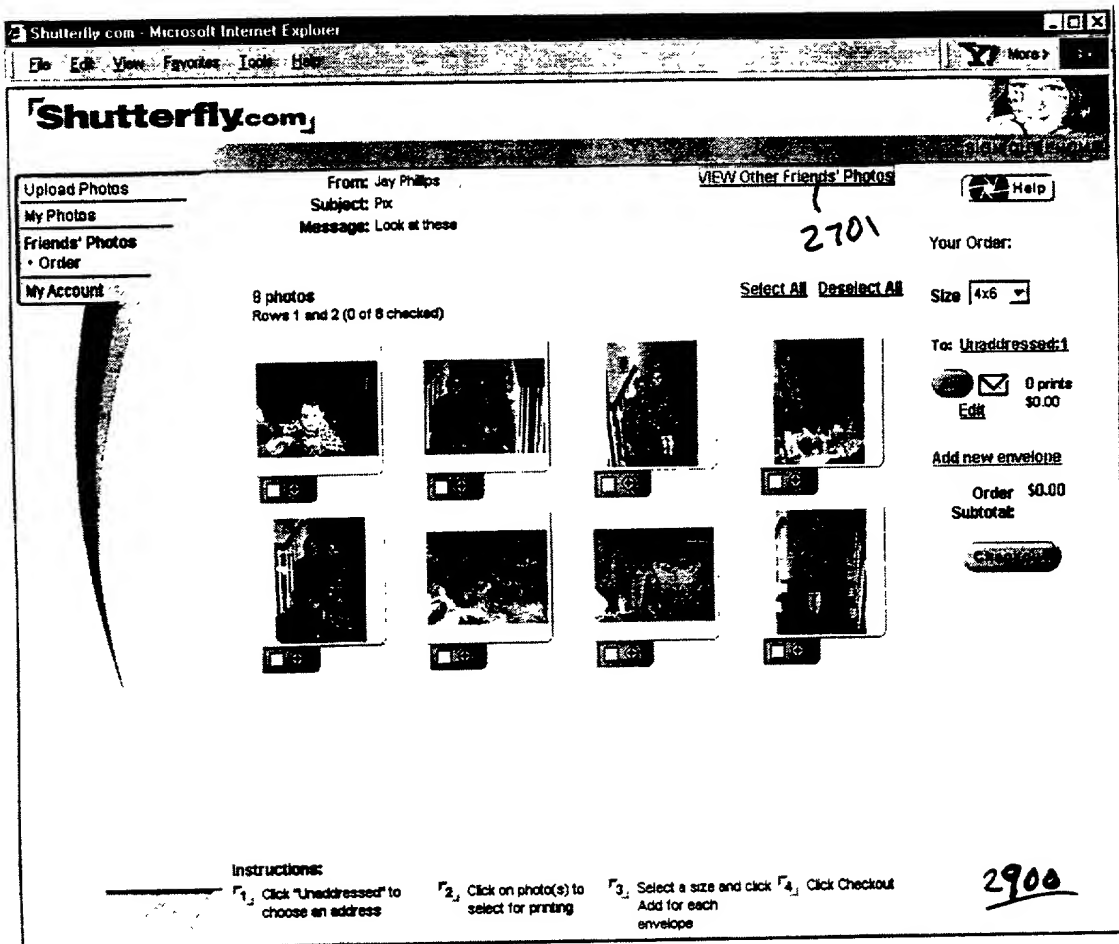 Shutterfly com - Microsoft Internet Explorer
File Edit View Favorites Tools Help
Y! More >
Shutterfly.com
SIGN OUT HOME
Upload Photos
My Photos
Friends' Photos
• Order
My Account
From: Jay Phillips
Subject: Pix
Message: Look at these
VIEW Other Friends' Photos
2701
Help
Your Order:
8 photos
Rows 1 and 2 (0 of 8 checked)
Select All Deselect All
Size 4x6
To: Unaddressed:1
0 prints
$0.00
Edit
Add new envelope
Order $0.00
Subtotal:
Checkout
Instructions:
1 Click "Unaddressed" to choose an address
2 Click on photo(s) to select for printing
3 Select a size and click Add for each envelope
4 Click Checkout
2900